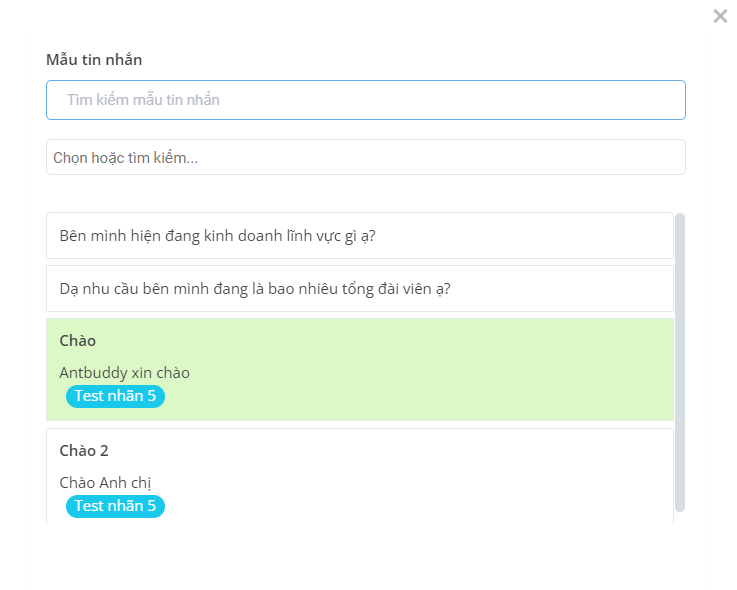 Mẫu tin nhắn
Tìm kiếm mẫu tin nhắn
Chọn hoặc tìm kiếm...
Bên mình hiện đang kinh doanh lĩnh vực gì ạ?
Dạ nhu cầu bên mình đang là bao nhiêu tổng đài viên ạ?
Chào
Antbuddy xin chào
Test nhãn 5
Chào 2
Chào Anh chị
Test nhãn 5